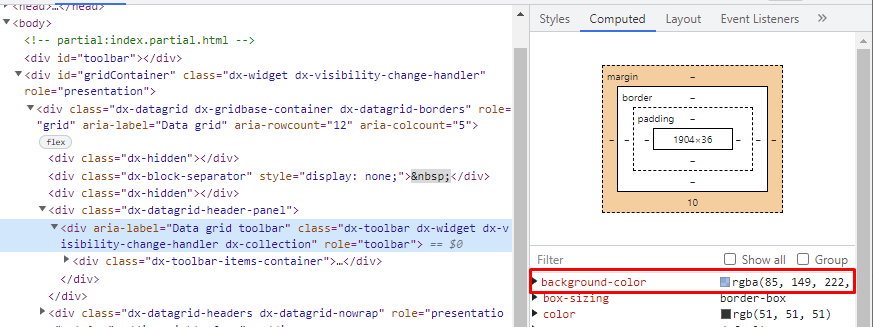 <head>…</head>
<body>
<!-- partial:index.partial.html -->
<div id="toolbar"></div>
<div id="gridContainer" class="dx-widget dx-visibility-change-handler"
role="presentation">
<div class="dx-datagrid dx-gridbase-container dx-datagrid-borders" role=
"grid" aria-label="Data grid" aria-rowcount="12" aria-colcount="5">
flex
<div class="dx-hidden"></div>
<div class="dx-block-separator" style="display: none;">&nbsp;</div>
<div class="dx-hidden"></div>
<div class="dx-datagrid-header-panel">
<div aria-label="Data grid toolbar" class="dx-toolbar dx-widget dx-v
isibility-change-handler dx-collection" role="toolbar"> == $0
<div class="dx-toolbar-items-container">…</div>
</div>
</div>
<div class="dx-datagrid-headers dx-datagrid-nowrap" role="presentatio
Styles Computed Layout Event Listeners »
margin –
border –
padding –
– – – 1904×36 – – –
–
–
10
Filter Show all Group
background-color rgba(85, 149, 222,
box-sizing border-box
color rgb(51, 51, 51)